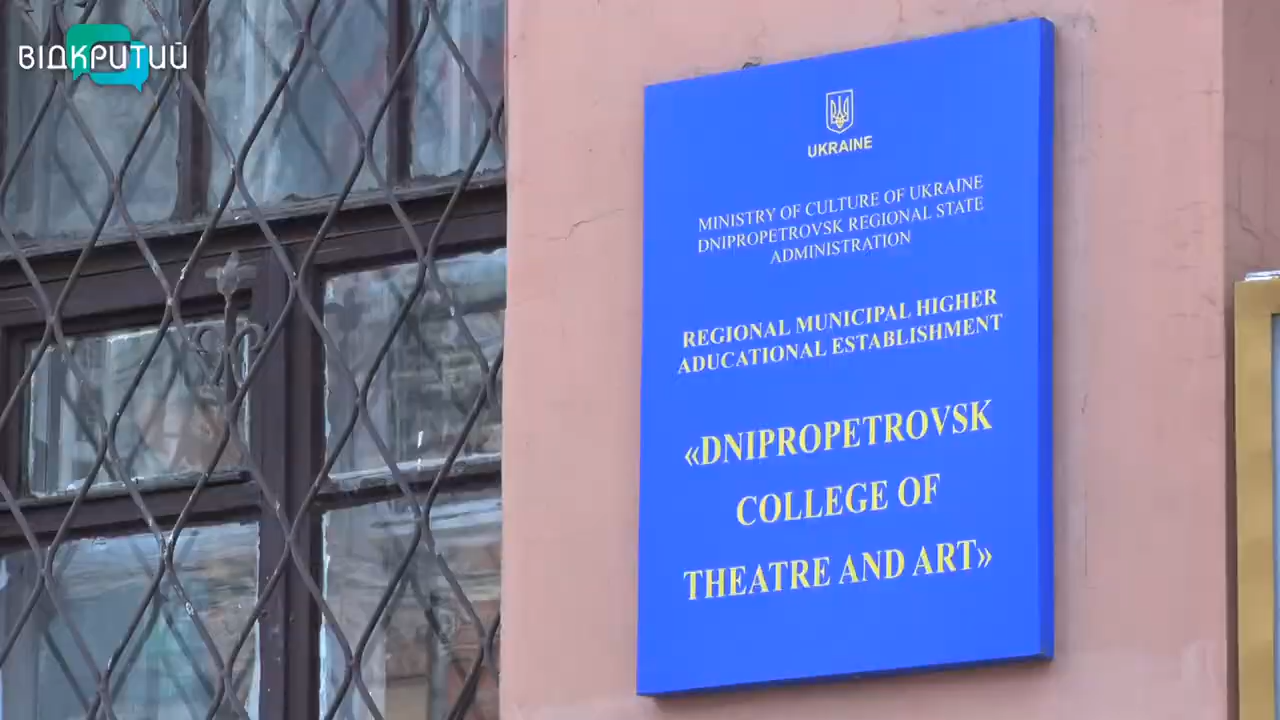 ВІДКРИТИЙ
UKRAINE
MINISTRY OF CULTURE OF UKRAINE
DNIPROPETROVSK REGIONAL STATE
ADMINISTRATION
REGIONAL MUNICIPAL HIGHER
ADUCATIONAL ESTABLISHMENT
«DNIPROPETROVSK
COLLEGE OF
THEATRE AND ART»